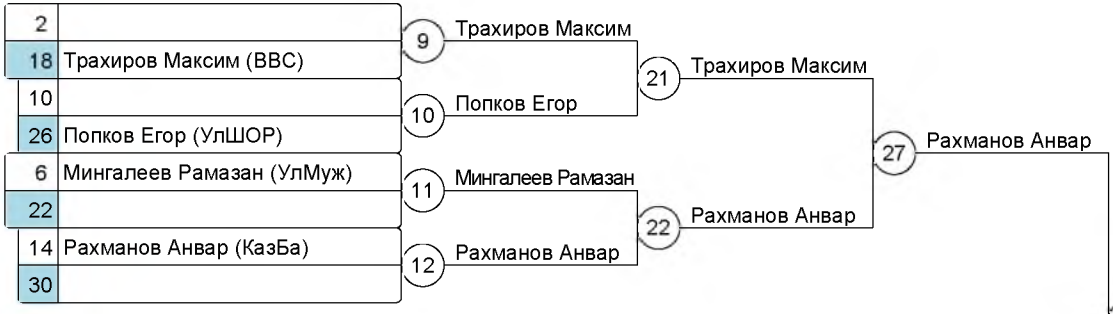 2
18 Трахиров Максим (ВВС)
10
26 Попков Егор (УлШОР)
6 Мингалеев Рамазан (УлМуж)
22
14 Рахманов Анвар (КазБа)
30
9 Трахиров Максим
10 Попков Егор
11 Мингалеев Рамазан
12 Рахманов Анвар
21 Трахиров Максим
22 Рахманов Анвар
27 Рахманов Анвар